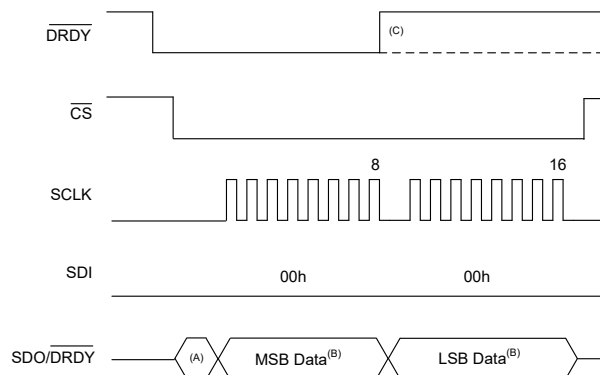 DRDY
(C)
CS
8 16
SCLK
SDI
00h 00h
SDO/DRDY
(A) MSB Data(B) LSB Data(B)